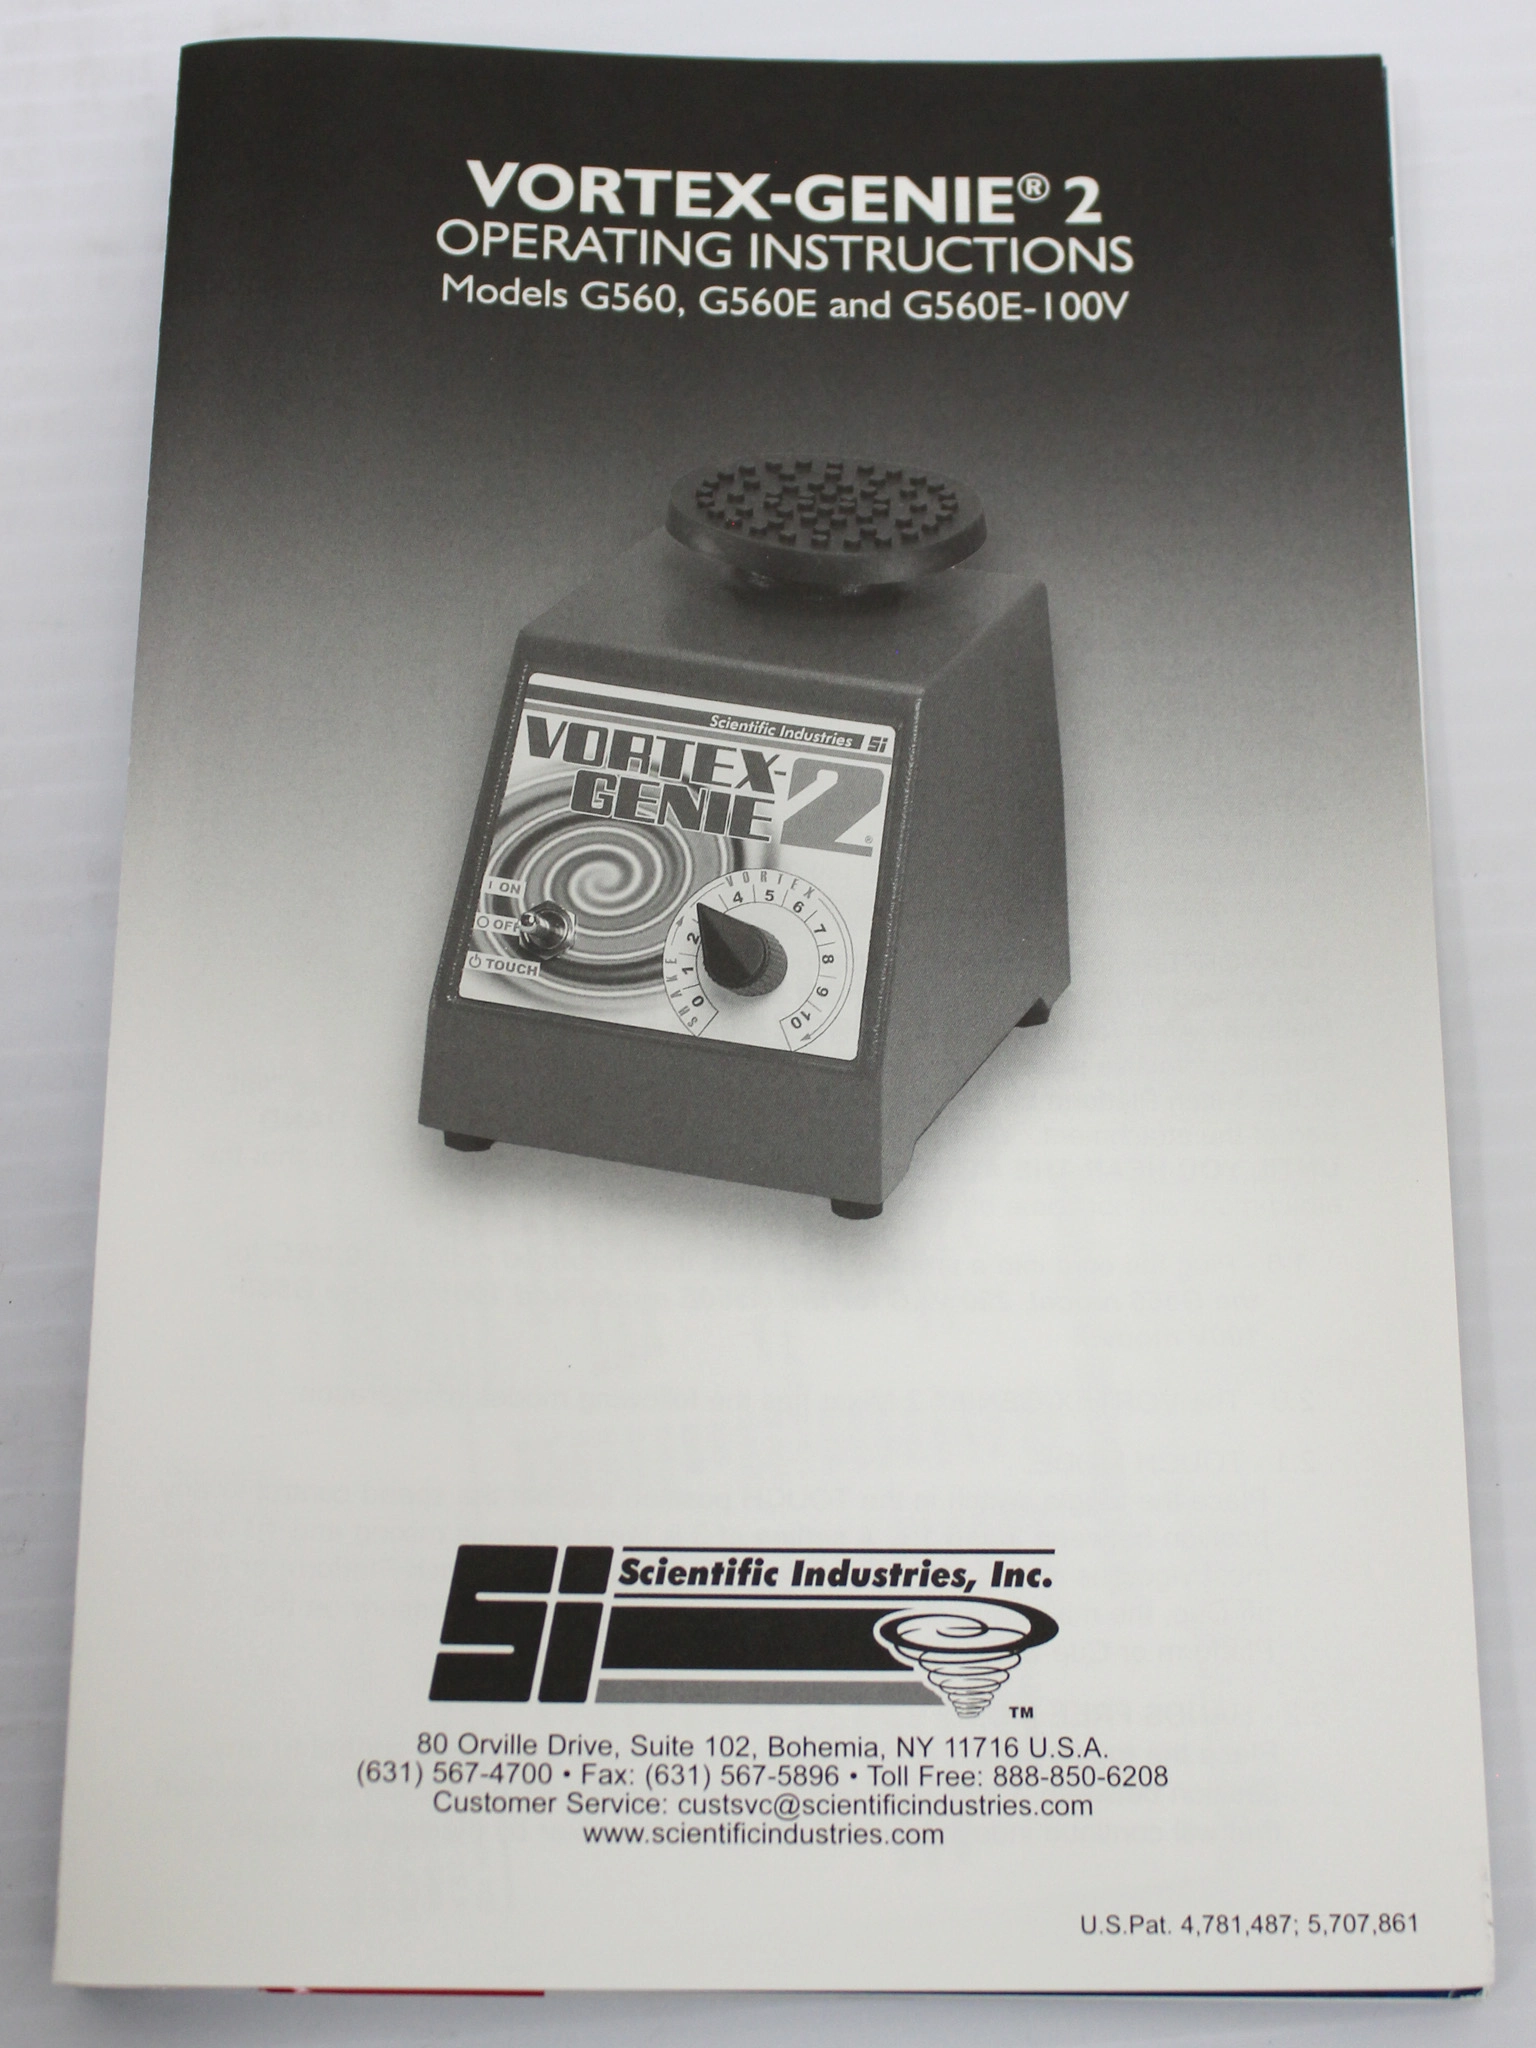 VORTEX-GENIE® 2
OPERATING INSTRUCTIONS
Models G560, G560E and G560E-100V
Scientific Industries Si
VORTEX-
GENIE 2®
I ON
O OFF
⏻ TOUCH
VORTEX
SHAKE
0 1 2 4 5 6 7 8 9 10
Si Scientific Industries, Inc.
TM
80 Orville Drive, Suite 102, Bohemia, NY 11716 U.S.A.
(631) 567-4700 • Fax: (631) 567-5896 • Toll Free: 888-850-6208
Customer Service: custsvc@scientificindustries.com
www.scientificindustries.com
U.S.Pat. 4,781,487; 5,707,861